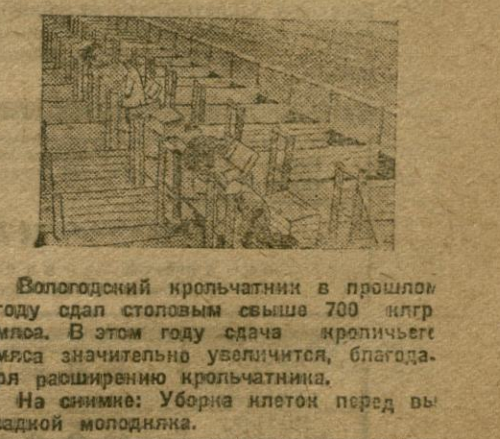 Вологодский крольчатник в прошлом
году сдал столовым свыше 700 клгр
мяса. В этом году сдача кроличьего
мяса значительно увеличится, благода-
ря расширению крольчатника.
На снимке: Уборка клеток перед вы
садкой молодняка.